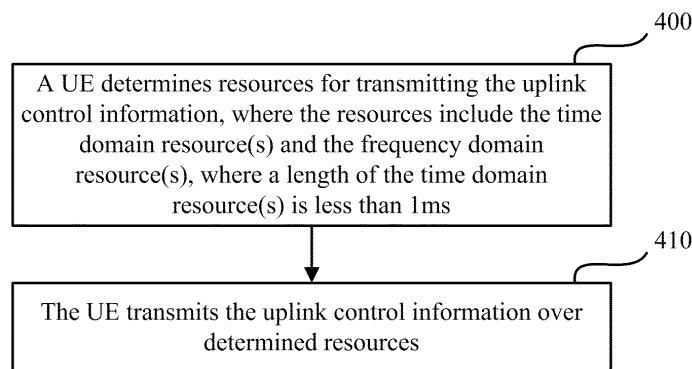 400
A UE determines resources for transmitting the uplink
control information, where the resources include the time
domain resource(s) and the frequency domain
resource(s), where a length of the time domain
resource(s) is less than 1ms
410
The UE transmits the uplink control information over
determined resources